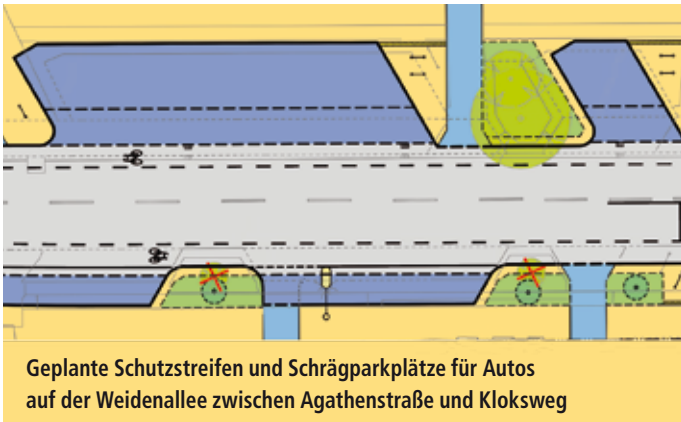 Geplante Schutzstreifen und Schrägparkplätze für Autos
auf der Weidenallee zwischen Agathenstraße und Kloksweg